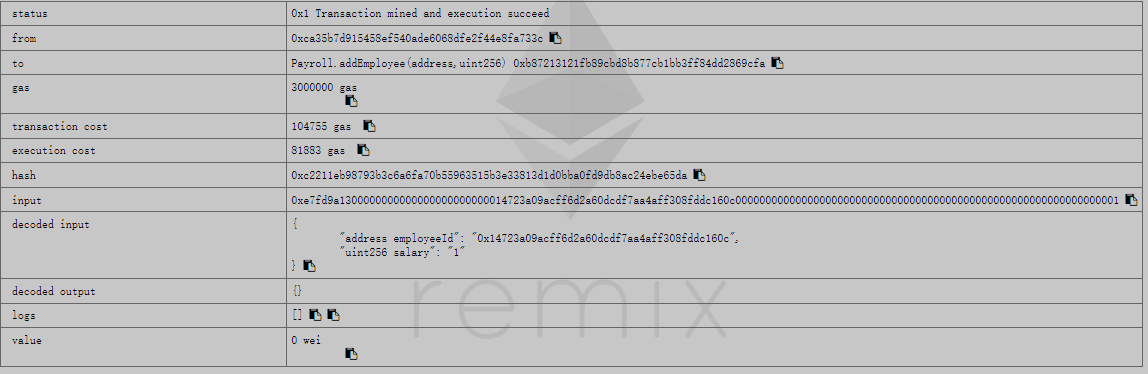 status 0x1 Transaction mined and execution succeed
from 0xca35b7d915458ef540ade6068dfe2f44e8fa733c
to Payroll.addEmployee(address,uint256) 0xb87213121fb89cbd8b877cb1bb3ff84dd2869cfa
gas 3000000 gas
transaction cost 104755 gas
execution cost 81883 gas
hash 0xc2211eb98793b3c6a6fa70b55963515b3e33813d1d0bba0fd9db8ac24ebe65da
input 0xe7fd9a1300000000000000000000000014723a09acff6d2a60dcdf7aa4aff308fddc160c0000000000000000000000000000000000000000000000000000000000000001
decoded input {
"address employeeId": "0x14723a09acff6d2a60dcdf7aa4aff308fddc160c",
"uint256 salary": "1"
}
decoded output {}
logs []
value 0 wei
remix